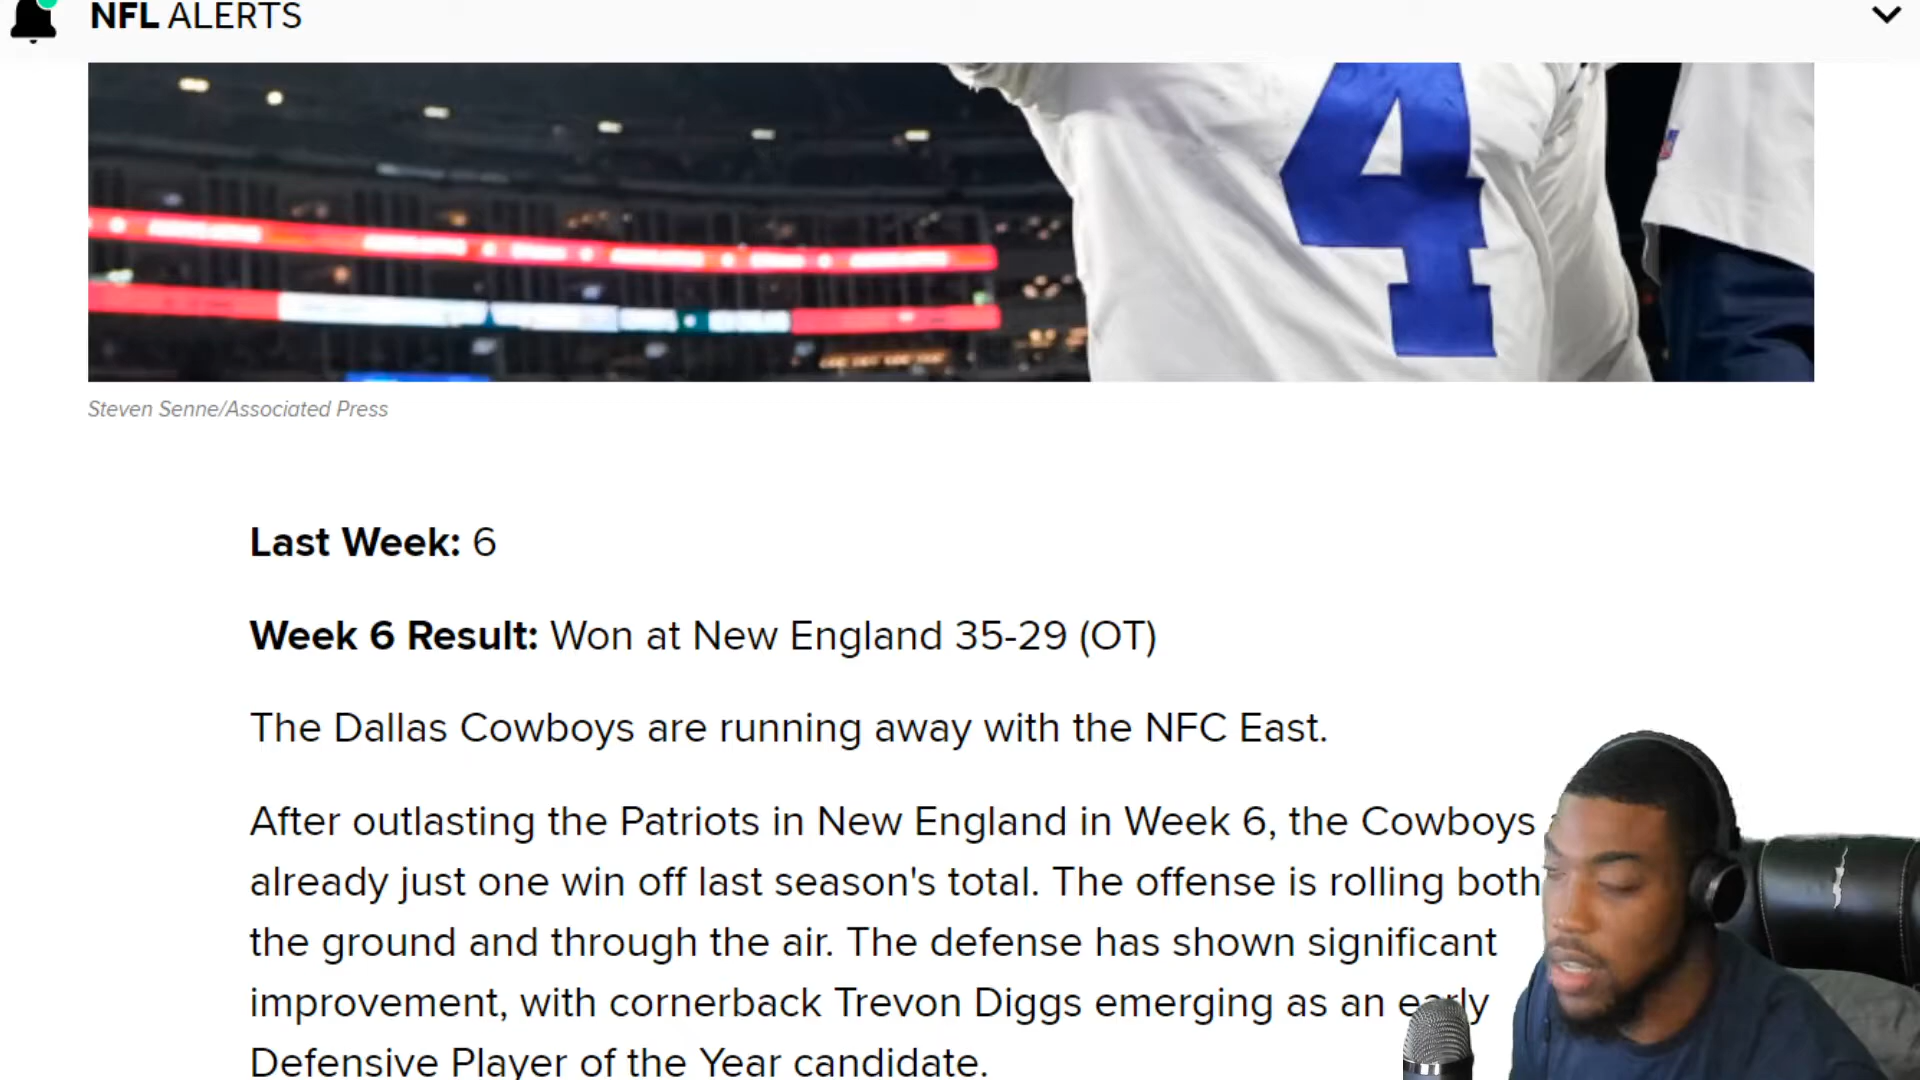 NFL ALERTS
4
Steven Senne/Associated Press
Last Week: 6
Week 6 Result: Won at New England 35-29 (OT)
The Dallas Cowboys are running away with the NFC East.
After outlasting the Patriots in New England in Week 6, the Cowboys
already just one win off last season's total. The offense is rolling both
the ground and through the air. The defense has shown significant
improvement, with cornerback Trevon Diggs emerging as an early
Defensive Player of the Year candidate.